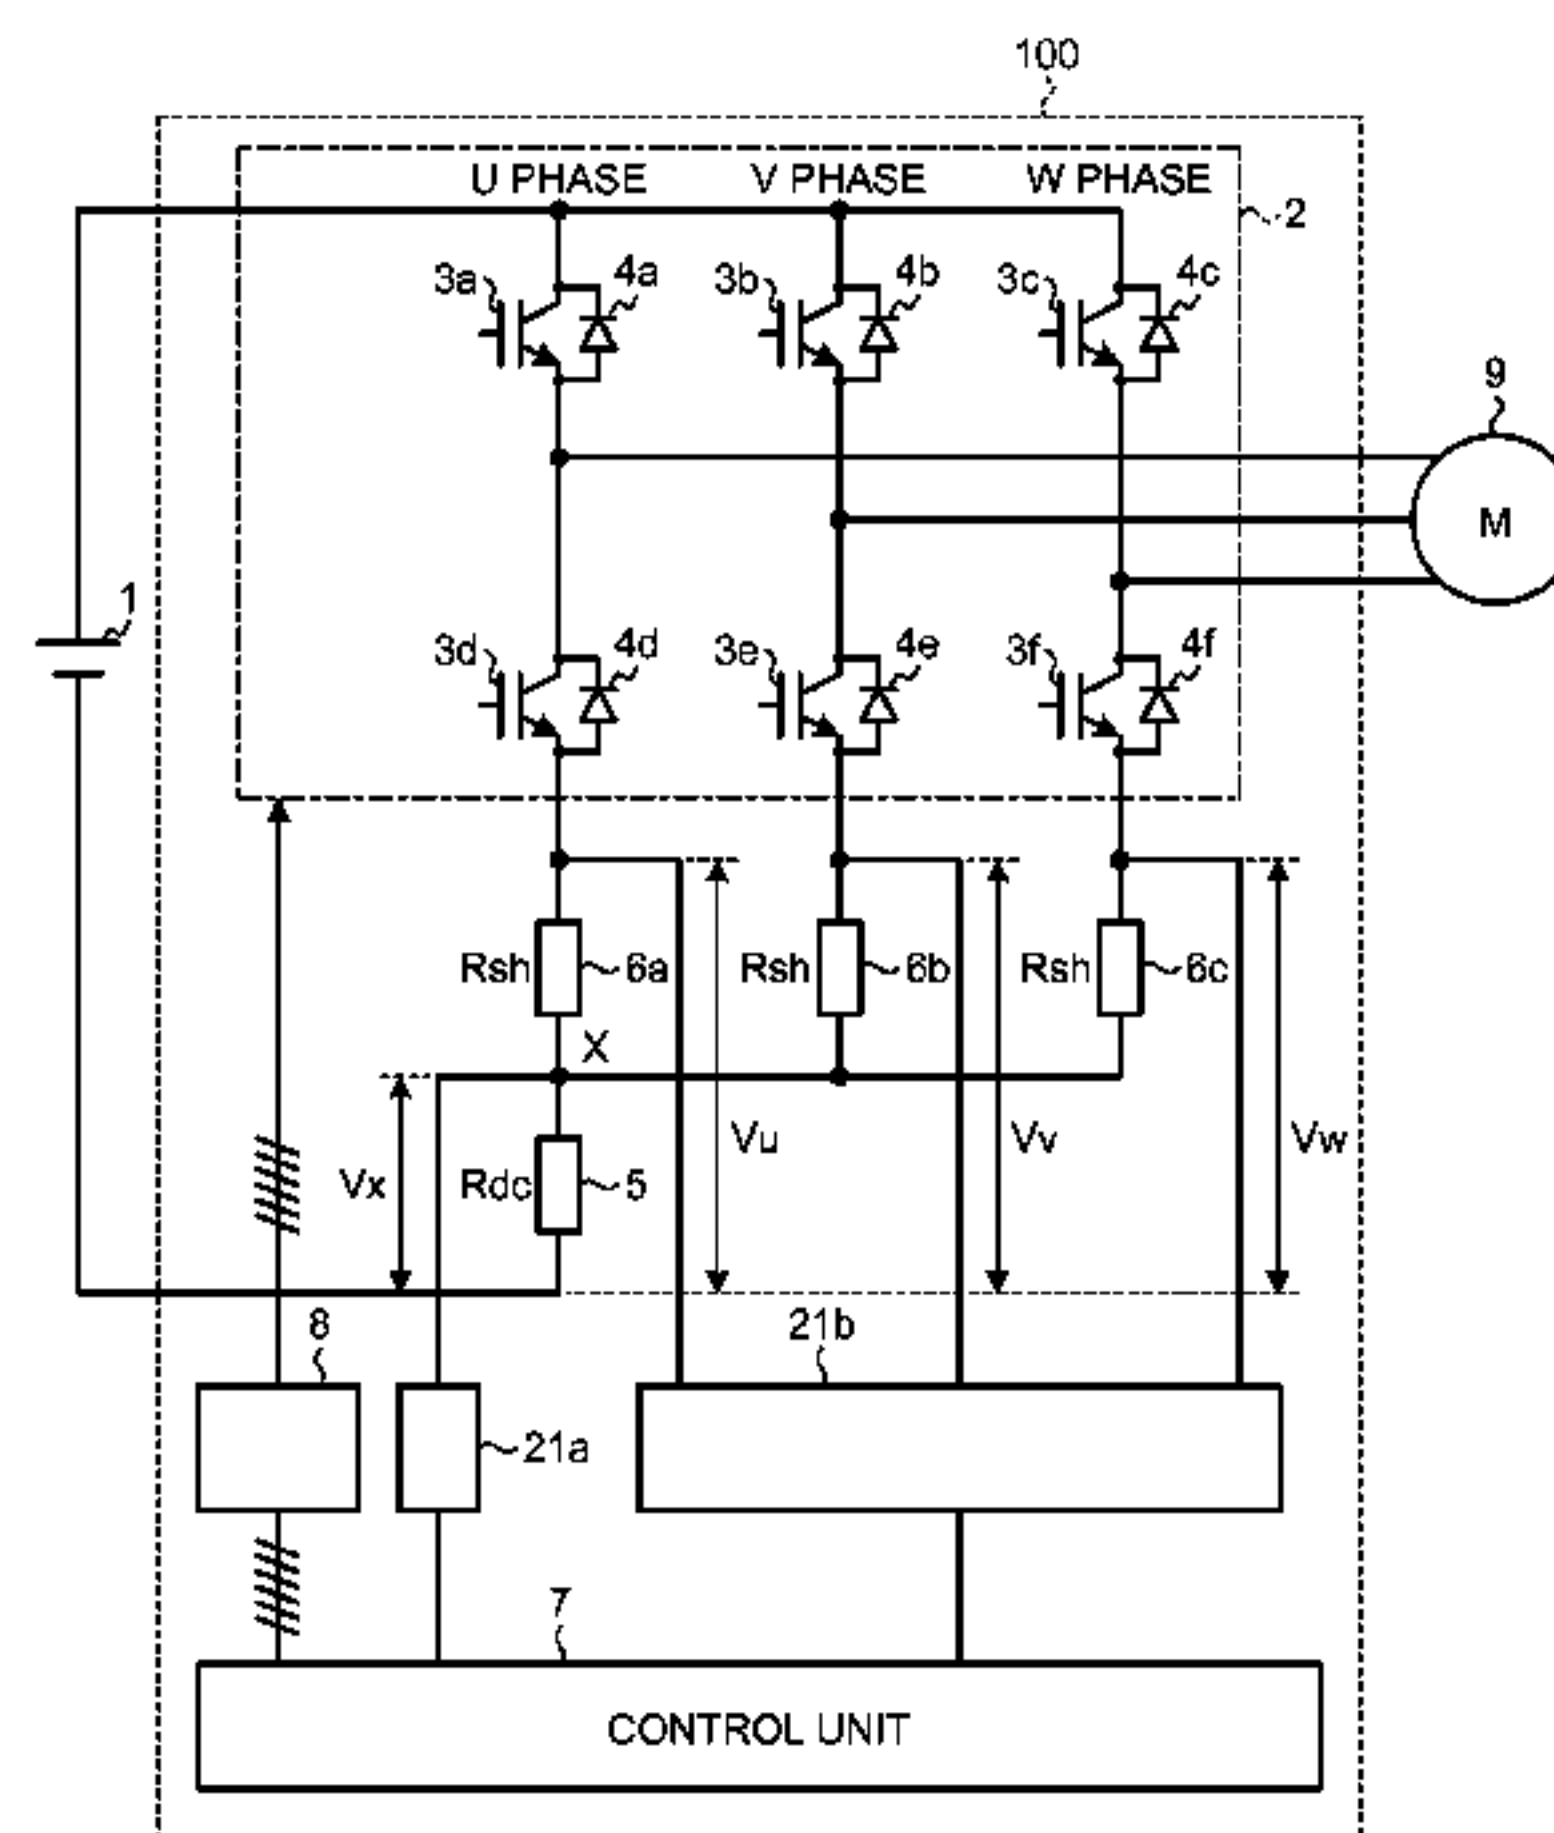 100
U PHASE V PHASE W PHASE
2
3a 4a 3b 4b 3c 4c
9
M
1
3d 4d 3e 4e 3f 4f
Rsh 6a Rsh 6b Rsh 6c
X
Vu Vv Vw
Vx Rdc 5
8 21b
21a
7
CONTROL UNIT